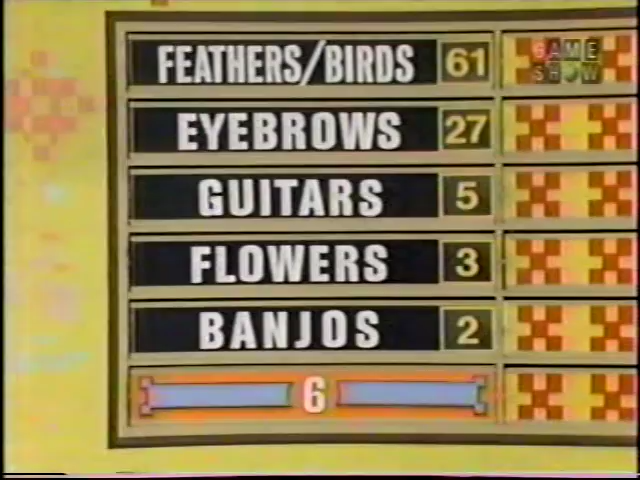 FEATHERS/BIRDS 61
EYEBROWS 27
GUITARS 5
FLOWERS 3
BANJOS 2
6
GAME
SHOW